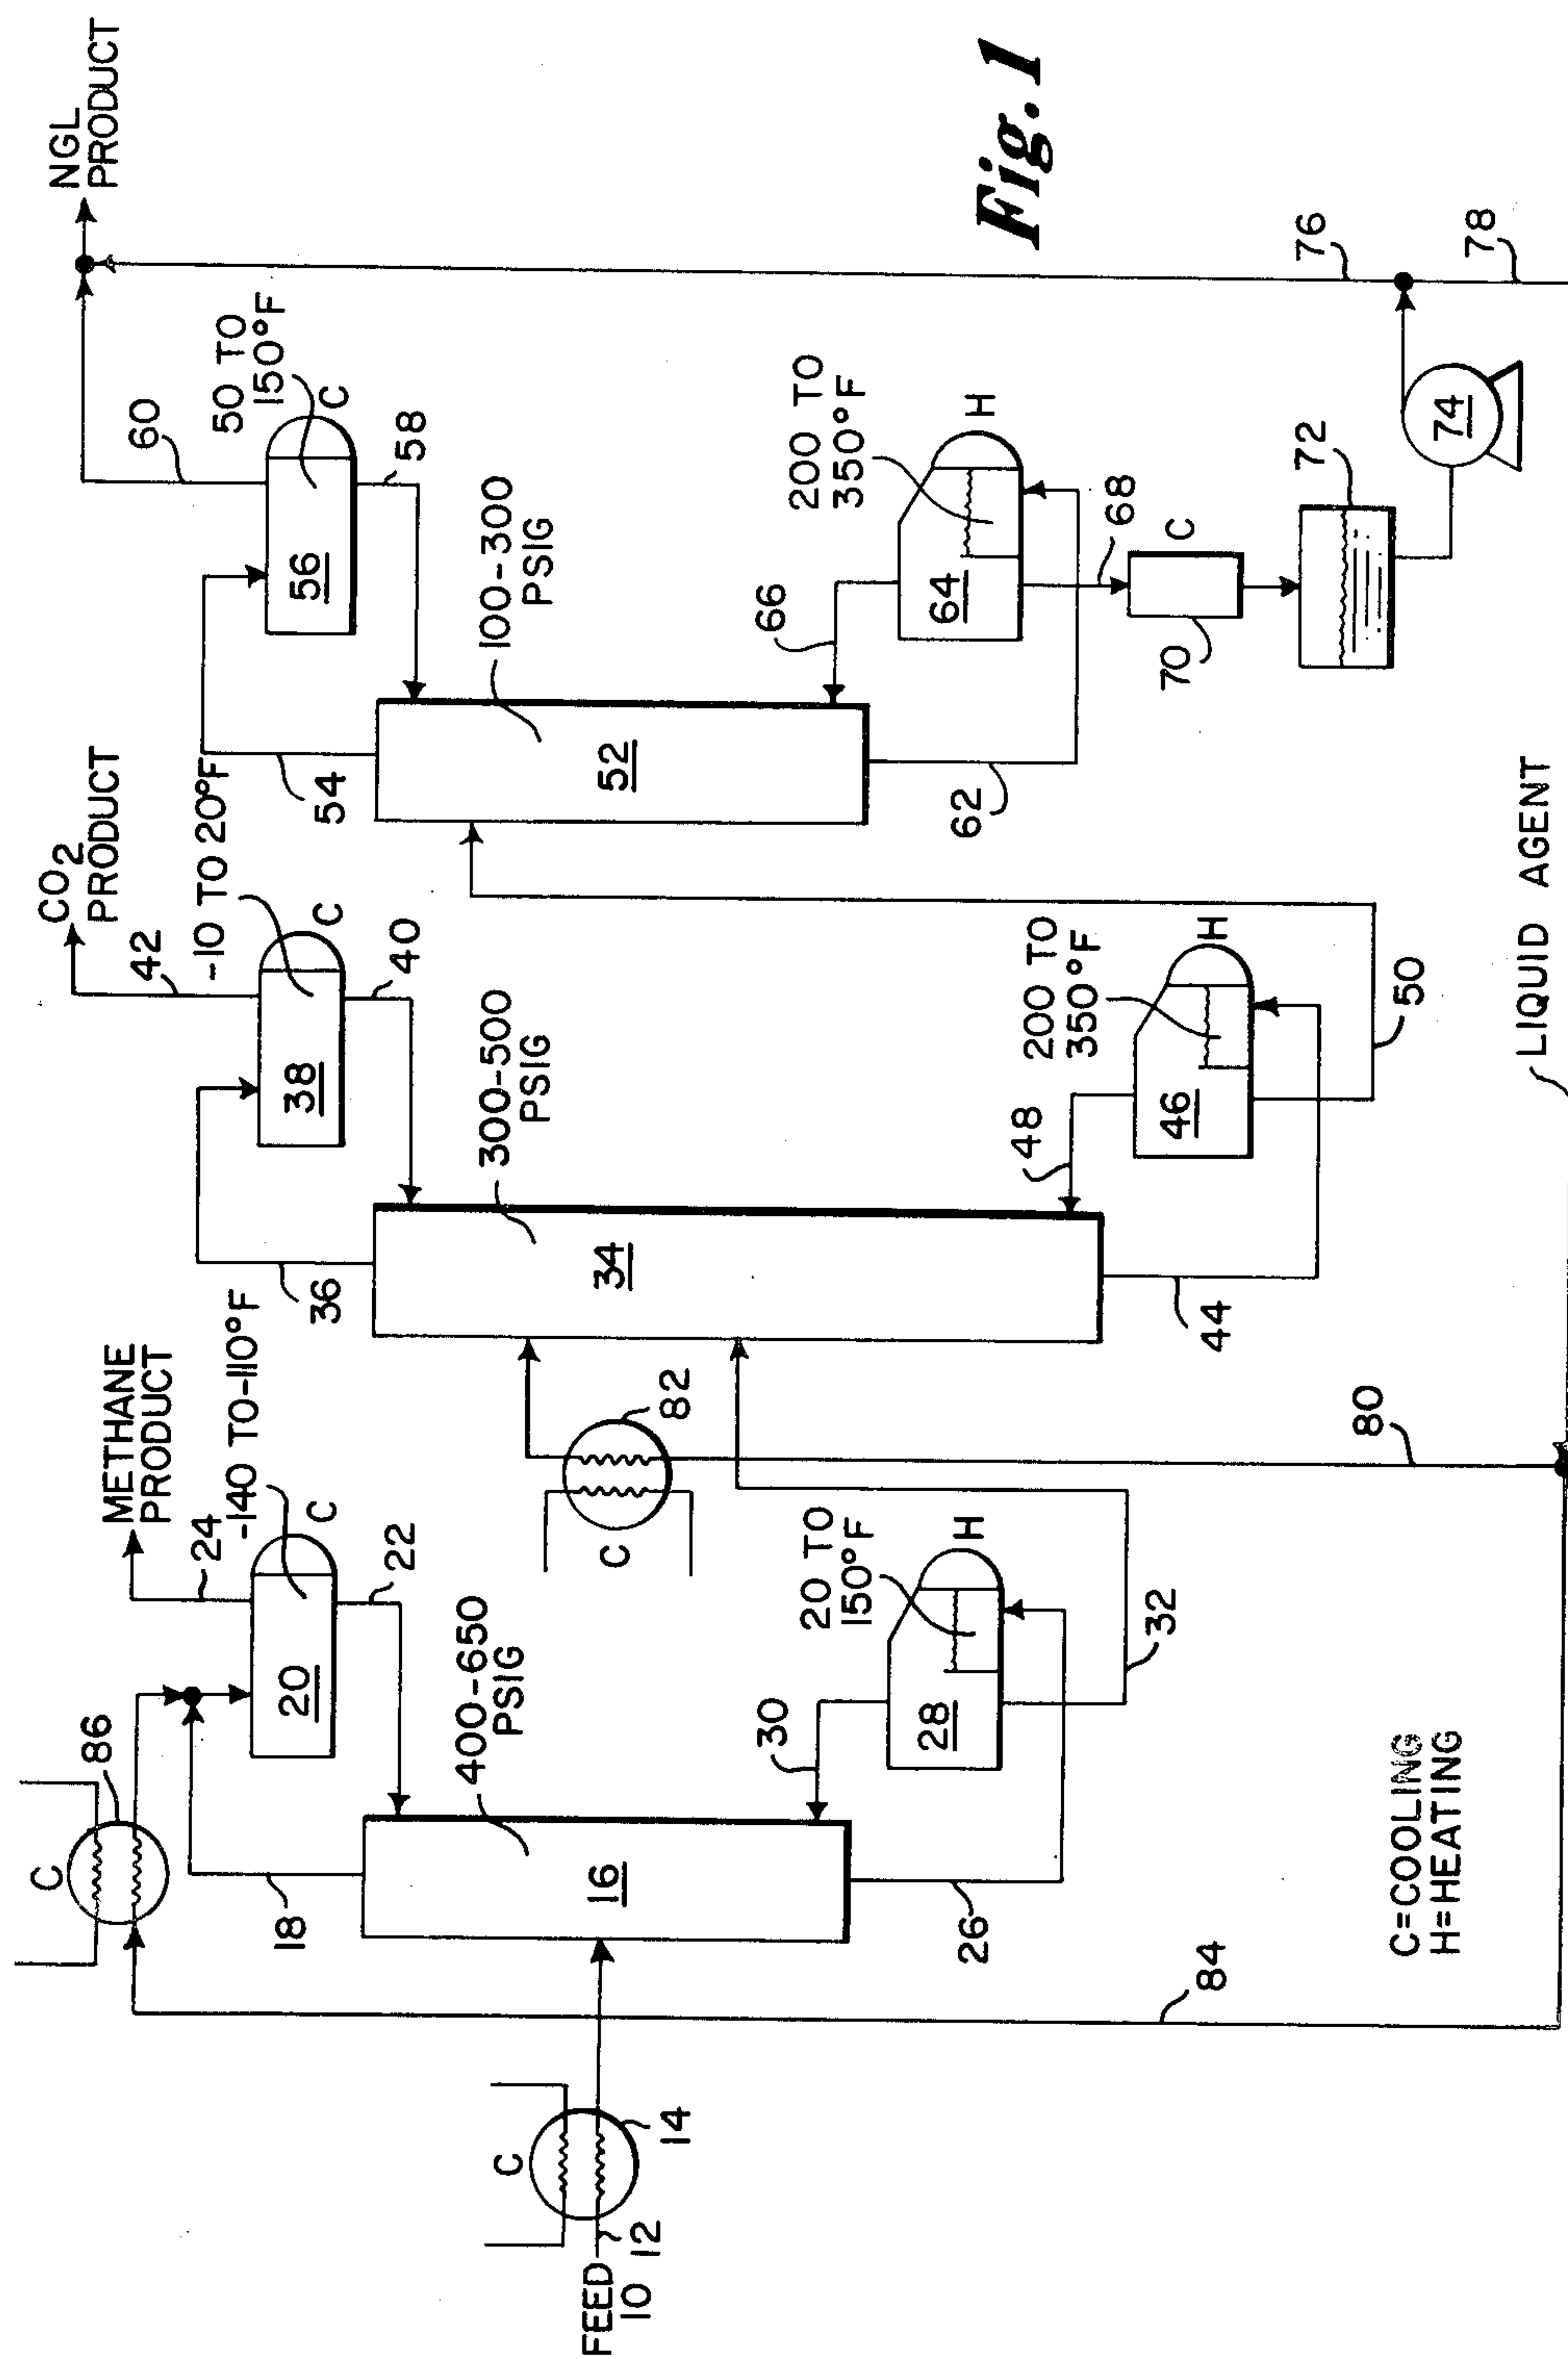 METHANE
PRODUCT
CO2
PRODUCT
NGL
PRODUCT
C
86
24
-140 TO-110°F
42
-10 TO 20°F
60
50 TO
150°F
18
20
C
22
36
38
C
40
54
56
C
58
400-650
PSIG
300-500
PSIG
100-300
PSIG
FEED
10
12
C
14
16
C
82
34
52
30
20 TO
150°F
28
H
26
32
48
200 TO
350°F
46
H
44
50
66
200 TO
350°F
64
H
62
68
70
C
72
74
76
78
80
84
C=COOLING
H=HEATING
LIQUID AGENT
Fig. 1